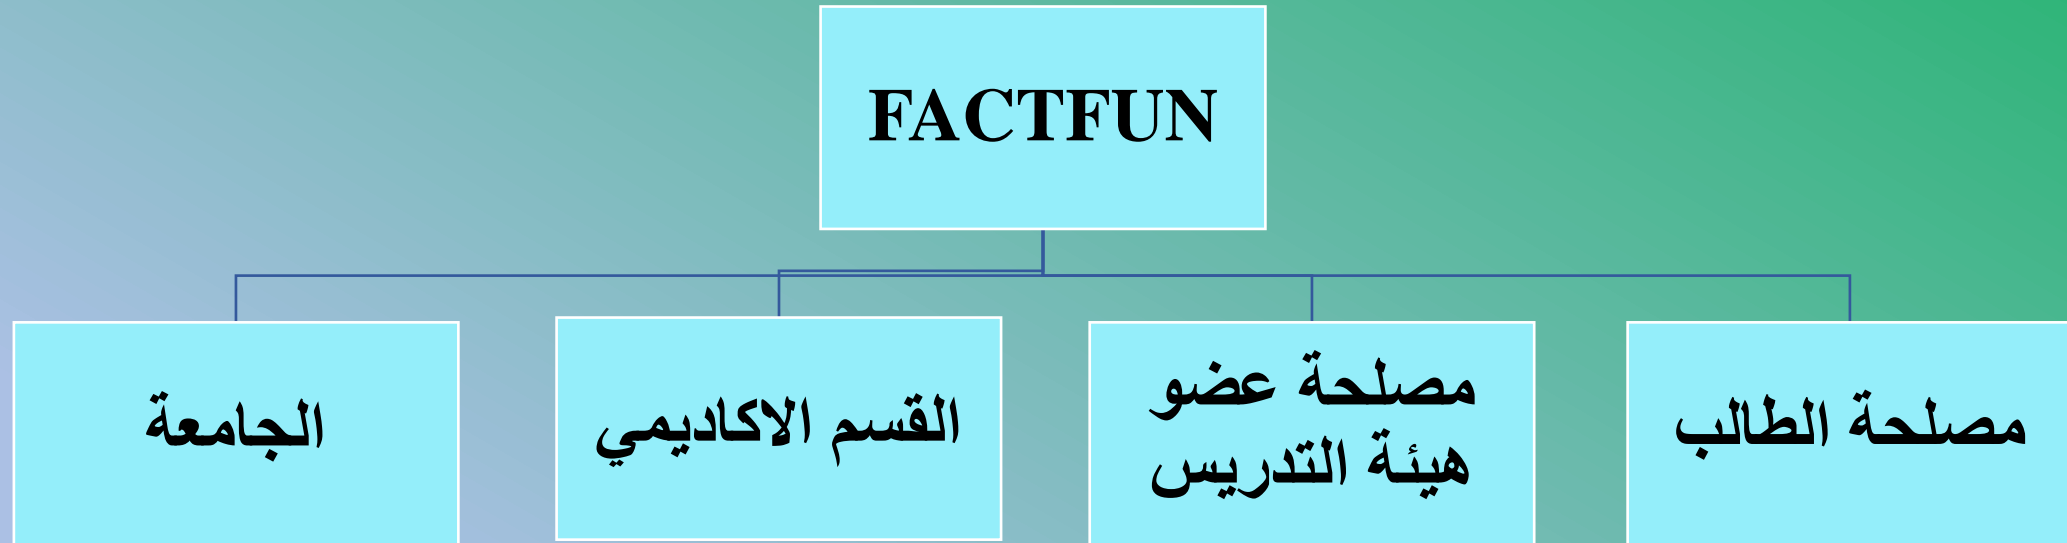 FACTFUN
مصلحة الطالب
مصلحة عضو
هيئة التدريس
القسم الاكاديمي
الجامعة